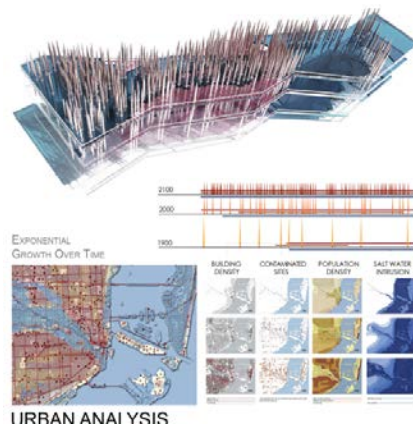 2100
2000
1900
EXPONENTIAL
GROWTH OVER TIME
BUILDING
DENSITY
CONTAMINATED
SITES
POPULATION
DENSITY
SALT WATER
INTRUSION
URBAN ANALYSIS